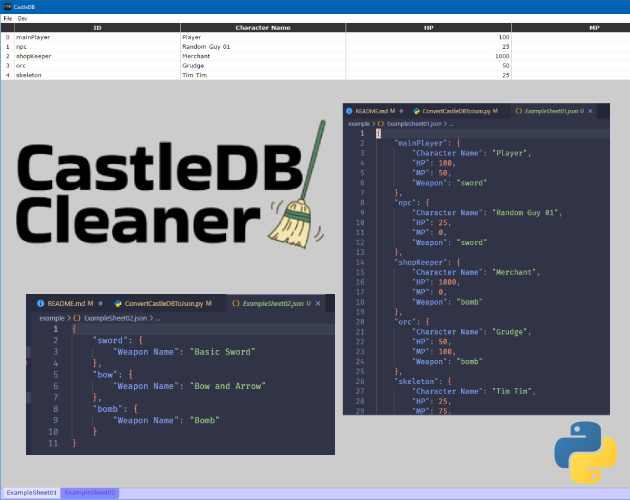 CastleDB
File Dev
ID Character Name HP MP
0 mainPlayer Player 100
1 npc Random Guy 01 25
2 shopKeeper Merchant 1000
3 orc Grudge 50
4 skeleton Tim Tim 25
CastleDB
Cleaner
README.md M ConvertCastleDBToJson.py M ExampleSheet01.json U
example > {} ExampleSheet01.json > ...
1 {
2 "mainPlayer": {
3 "Character Name": "Player",
4 "HP": 100,
5 "MP": 50,
6 "Weapon": "sword"
7 },
8 "npc": {
9 "Character Name": "Random Guy 01",
10 "HP": 25,
11 "MP": 0,
12 "Weapon": "sword"
13 },
14 "shopKeeper": {
15 "Character Name": "Merchant",
16 "HP": 1000,
17 "MP": 0,
18 "Weapon": "bomb"
19 },
20 "orc": {
21 "Character Name": "Grudge",
22 "HP": 50,
23 "MP": 100,
24 "Weapon": "bomb"
25 },
26 "skeleton": {
27 "Character Name": "Tim Tim",
28 "HP": 25,
29 "MP": 75,
README.md M ConvertCastleDBToJson.py M ExampleSheet02.json U
example > {} ExampleSheet02.json > ...
1 {
2 "sword": {
3 "Weapon Name": "Basic Sword"
4 },
5 "bow": {
6 "Weapon Name": "Bow and Arrow"
7 },
8 "bomb": {
9 "Weapon Name": "Bomb"
10 }
11 }
ExampleSheet01 ExampleSheet02